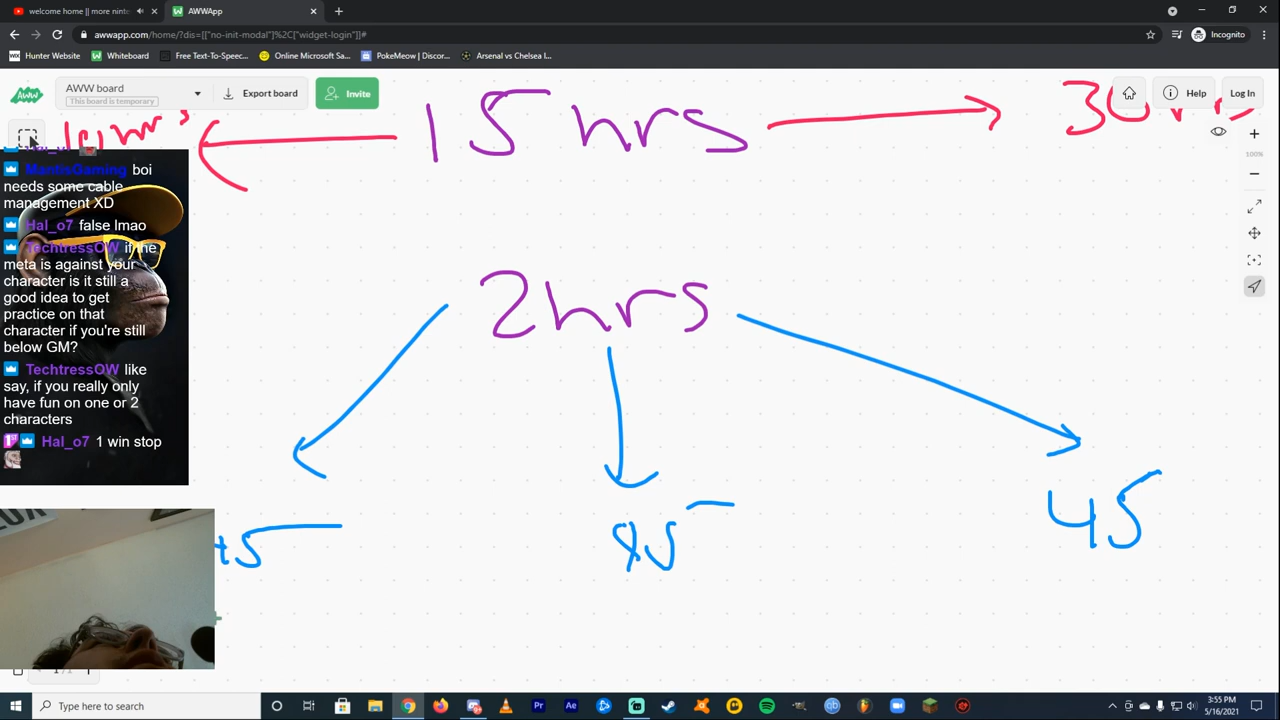 welcome home || more ninte
AWWApp
awwapp.com/home/?dis=[["no-init-modal"]%2C["widget-login"]]#
Incognito
Hunter Website
Whiteboard
Free Text-To-Speec...
Online Microsoft Sa...
PokeMeow | Discor...
Arsenal vs Chelsea l...
AWW board
This board is temporary
Export board
Invite
Help
Log In
100%
15 hrs
MantisGaming boi
needs some cable
management XD
Hal_o7 false lmao
TechtressOW if the
meta is against your
character is it still a
good idea to get
practice on that
character if you're still
below GM?
TechtressOW like
say, if you really only
have fun on one or 2
characters
Hal_o7 1 win stop
2hrs
45
45
Type here to search
3:55 PM
5/16/2021